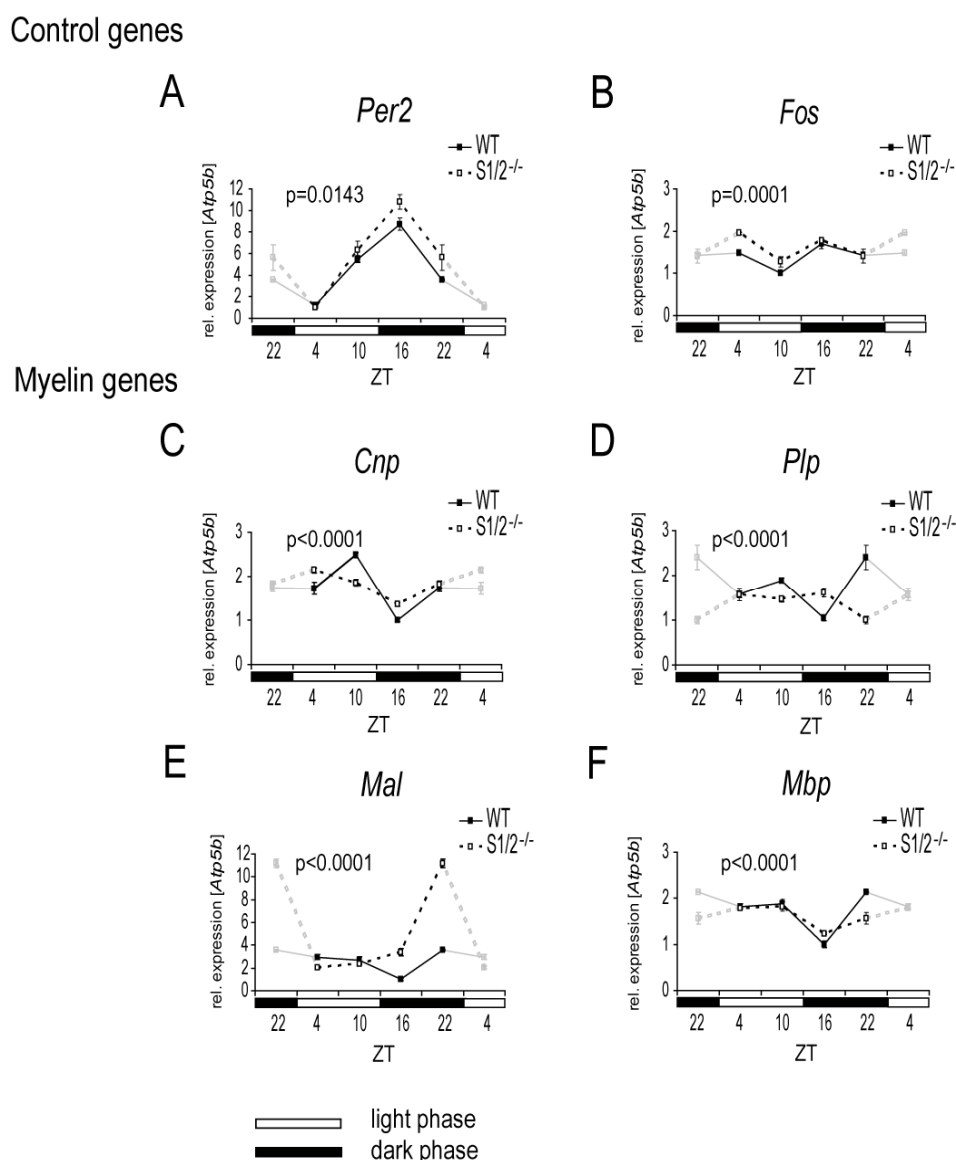 Control genes
A
Per2
WT
S1/2-/-
rel. expression [Atp5b]
12
10
8
6
4
2
0
p=0.0143
22 4 10 16 22 4
ZT
B
Fos
WT
S1/2-/-
rel. expression [Atp5b]
3
2
1
0
p=0.0001
22 4 10 16 22 4
ZT
Myelin genes
C
Cnp
WT
S1/2-/-
rel. expression [Atp5b]
3
2
1
0
p<0.0001
22 4 10 16 22 4
ZT
D
Plp
WT
S1/2-/-
rel. expression [Atp5b]
3
2
1
0
p<0.0001
22 4 10 16 22 4
ZT
E
Mal
WT
S1/2-/-
rel. expression [Atp5b]
12
10
8
6
4
2
0
p<0.0001
22 4 10 16 22 4
ZT
F
Mbp
WT
S1/2-/-
rel. expression [Atp5b]
3
2
1
0
p<0.0001
22 4 10 16 22 4
ZT
light phase
dark phase